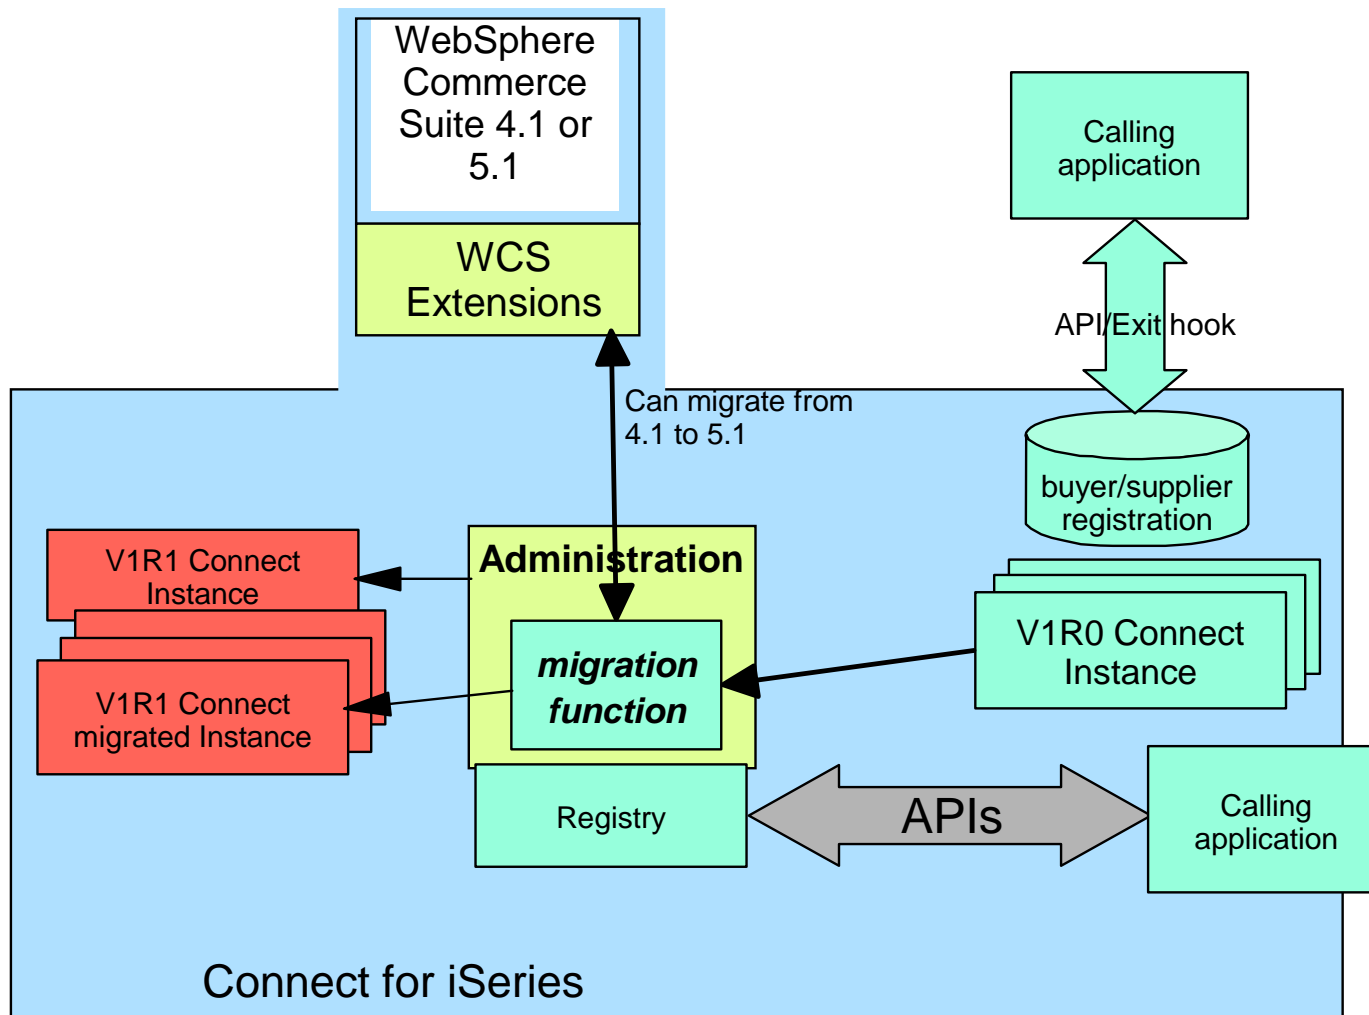 WebSphere
Commerce
Suite 4.1 or
5.1
WCS
Extensions
Calling
application
API/Exit hook
Can migrate from
4.1 to 5.1
buyer/supplier
registration
Administration
migration
function
V1R1 Connect
Instance
V1R1 Connect
migrated Instance
V1R0 Connect
Instance
Registry
APIs
Calling
application
Connect for iSeries